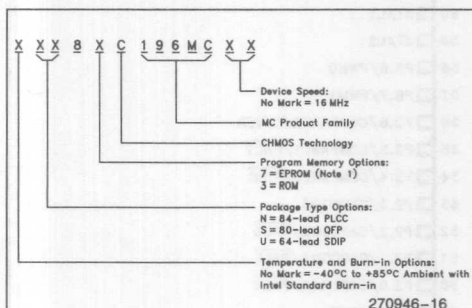 X XX 8 X C 196MC X X
Device Speed:
No Mark = 16 MHz
MC Product Family
CHMOS Technology
Program Memory Options:
7 = EPROM (Note 1)
3 = ROM
Package Type Options:
N = 84-lead PLCC
S = 80-lead QFP
U = 64-lead SDIP
Temperature and Burn-in Options:
No Mark = -40°C to +85°C Ambient with
Intel Standard Burn-in
270946-16